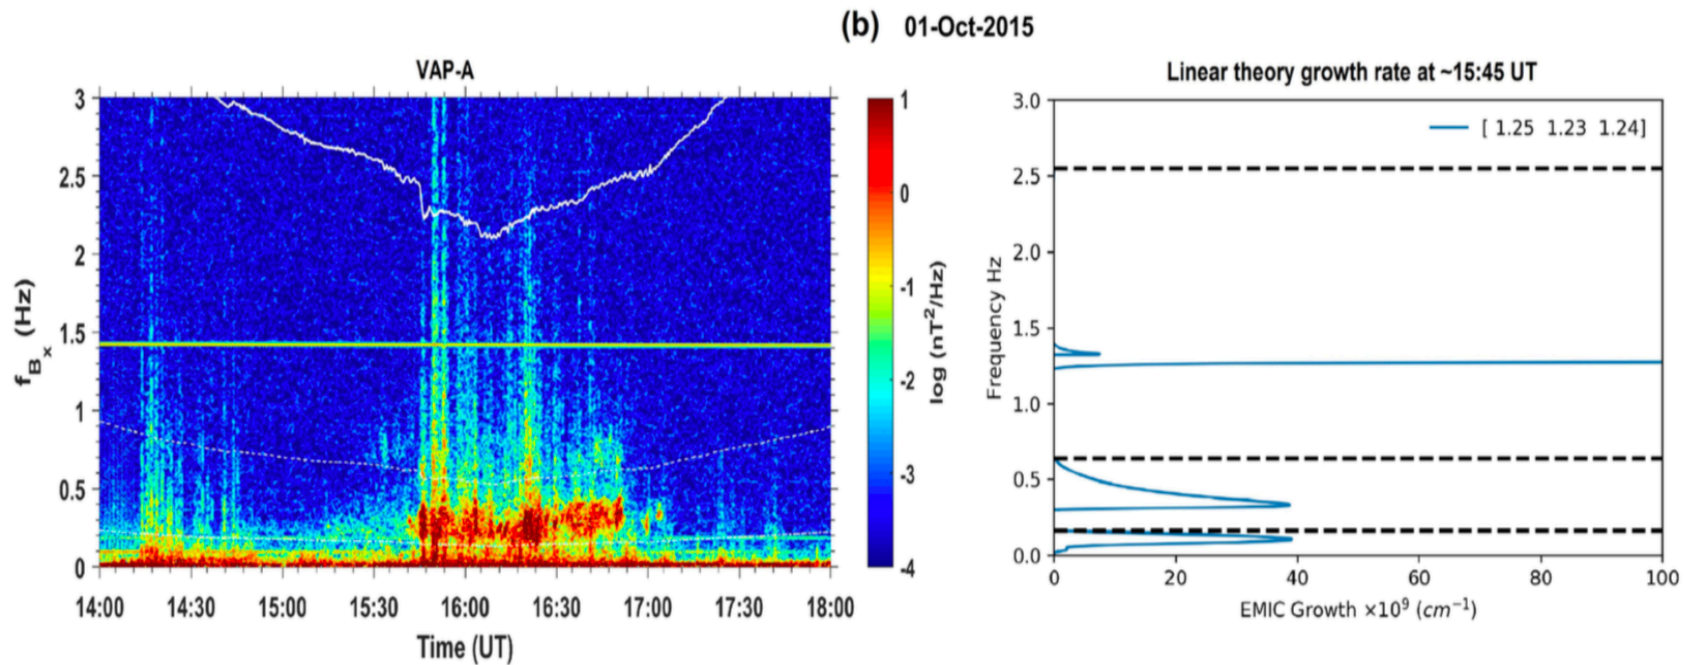 (b) 01-Oct-2015
VAP-A
3
2.5
2
1.5
1
0.5
0
f_{B_x} (Hz)
14:00 14:30 15:00 15:30 16:00 16:30 17:00 17:30 18:00
Time (UT)
1
0
-1
-2
-3
-4
log (nT²/Hz)
Linear theory growth rate at ~15:45 UT
[ 1.25 1.23 1.24]
3.0
2.5
2.0
1.5
1.0
0.5
0.0
Frequency Hz
0 20 40 60 80 100
EMIC Growth ×10⁹ (cm⁻¹)